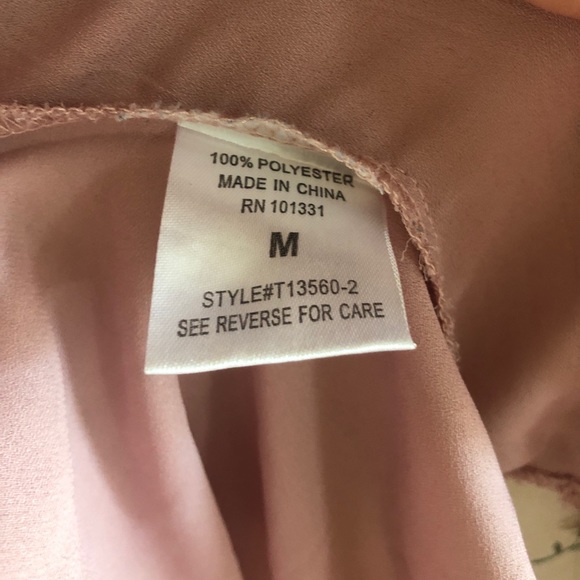 100% POLYESTER
MADE IN CHINA
RN 101331
M
STYLE#T13560-2
SEE REVERSE FOR CARE